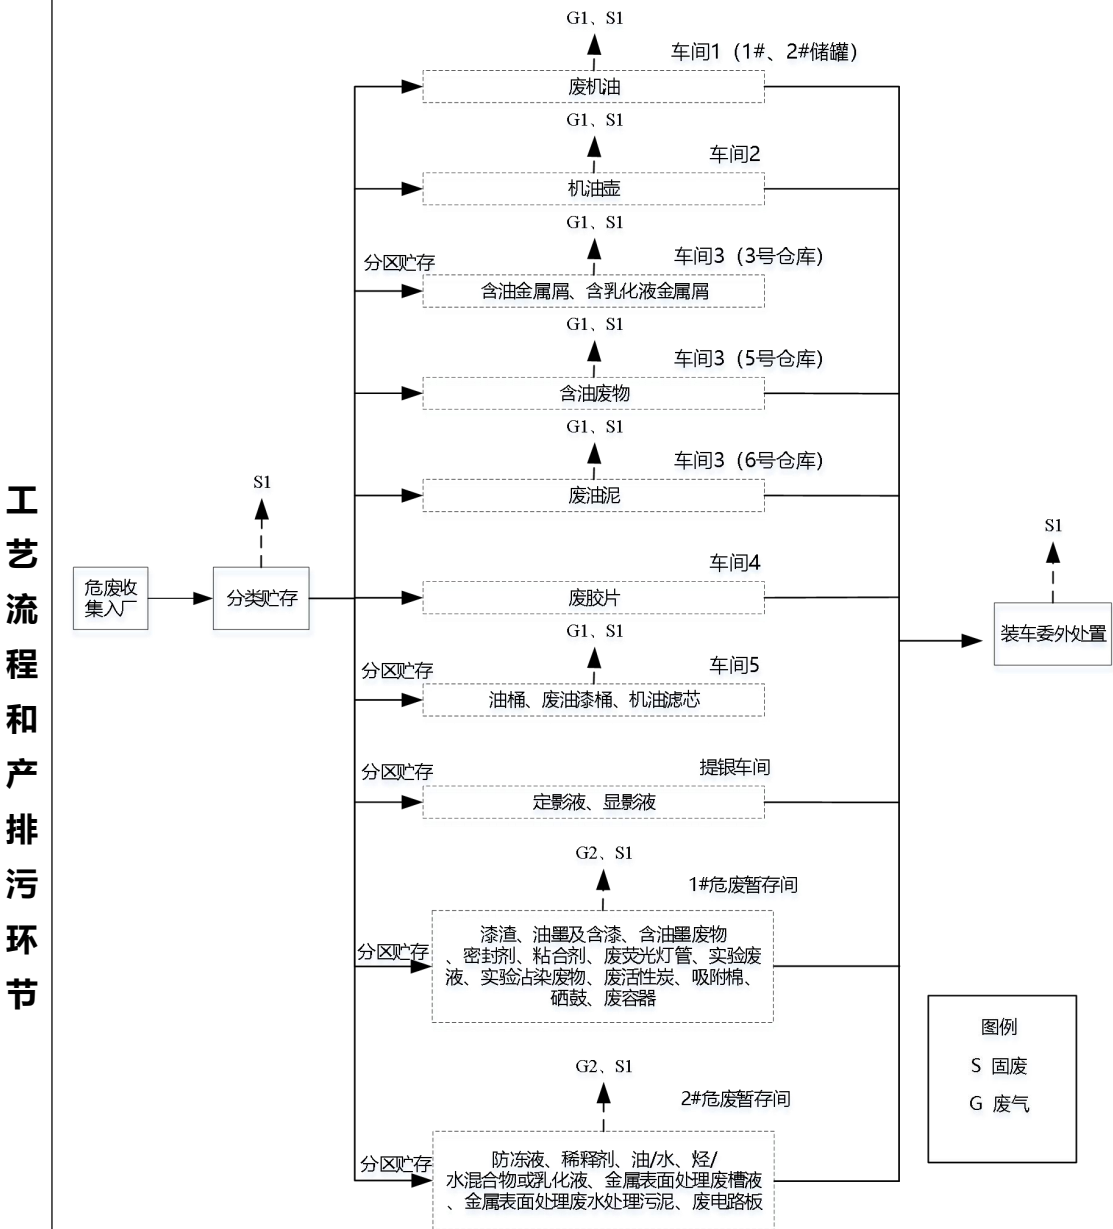 工艺流程和产排污环节
G1、S1
车间1（1#、2#储罐）
废机油
G1、S1
车间2
机油壶
G1、S1
车间3（3号仓库）
分区贮存
含油金属屑、含乳化液金属屑
G1、S1
车间3（5号仓库）
含油废物
G1、S1
车间3（6号仓库）
废油泥
S1
危废收
集入厂
分类贮存
车间4
废胶片
S1
装车委外处置
G1、S1
车间5
分区贮存
油桶、废油漆桶、机油滤芯
提银车间
分区贮存
定影液、显影液
G2、S1
1#危废暂存间
分区贮存
漆渣、油墨及含漆、含油墨废物
、密封剂、粘合剂、废荧光灯管、实验废
液、实验沾染废物、废活性炭、吸附棉、
硒鼓、废容器
图例
S 固废
G 废气
G2、S1
2#危废暂存间
分区贮存
防冻液、稀释剂、油/水、烃/
水混合物或乳化液、金属表面处理废槽液
、金属表面处理废水处理污泥、废电路板